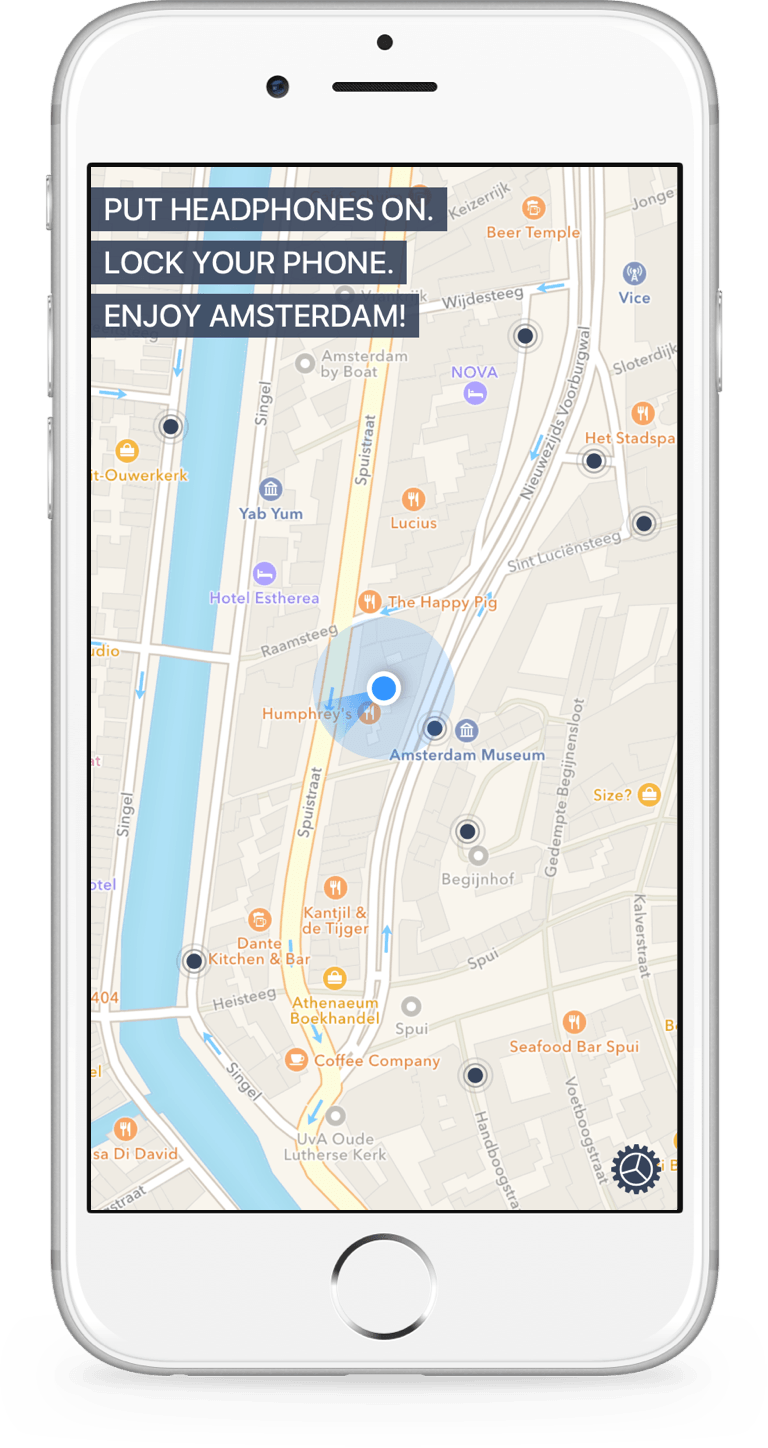 PUT HEADPHONES ON.
LOCK YOUR PHONE.
ENJOY AMSTERDAM!
Keizerrijk
Jonge
Beer Temple
Vice
Wijdesteeg
Amsterdam
by Boat
NOVA
Sloterdijk
Singel
Nieuwezijds Voorburgwal
Spuistraat
Het Stadspa
t-Ouwerkerk
Yab Yum
Lucius
Sint Luciënsteeg
Hotel Estherea
The Happy Pig
Raamsteeg
udio
Humphrey's
Amsterdam Museum
Gedempte Begijnensloot
at
Singel
Spuistraat
Size?
otel
Begijnhof
Kantjil &
de Tijger
Kalverstraat
Dante
Kitchen & Bar
Spui
404
Heisteeg
Athenaeum
Boekhandel
Spui
Seafood Bar Spui
Coffee Company
el
Singel
Voetboogstraat
UvA Oude
Lutherse Kerk
Handboogstra
sa Di David
gstraat